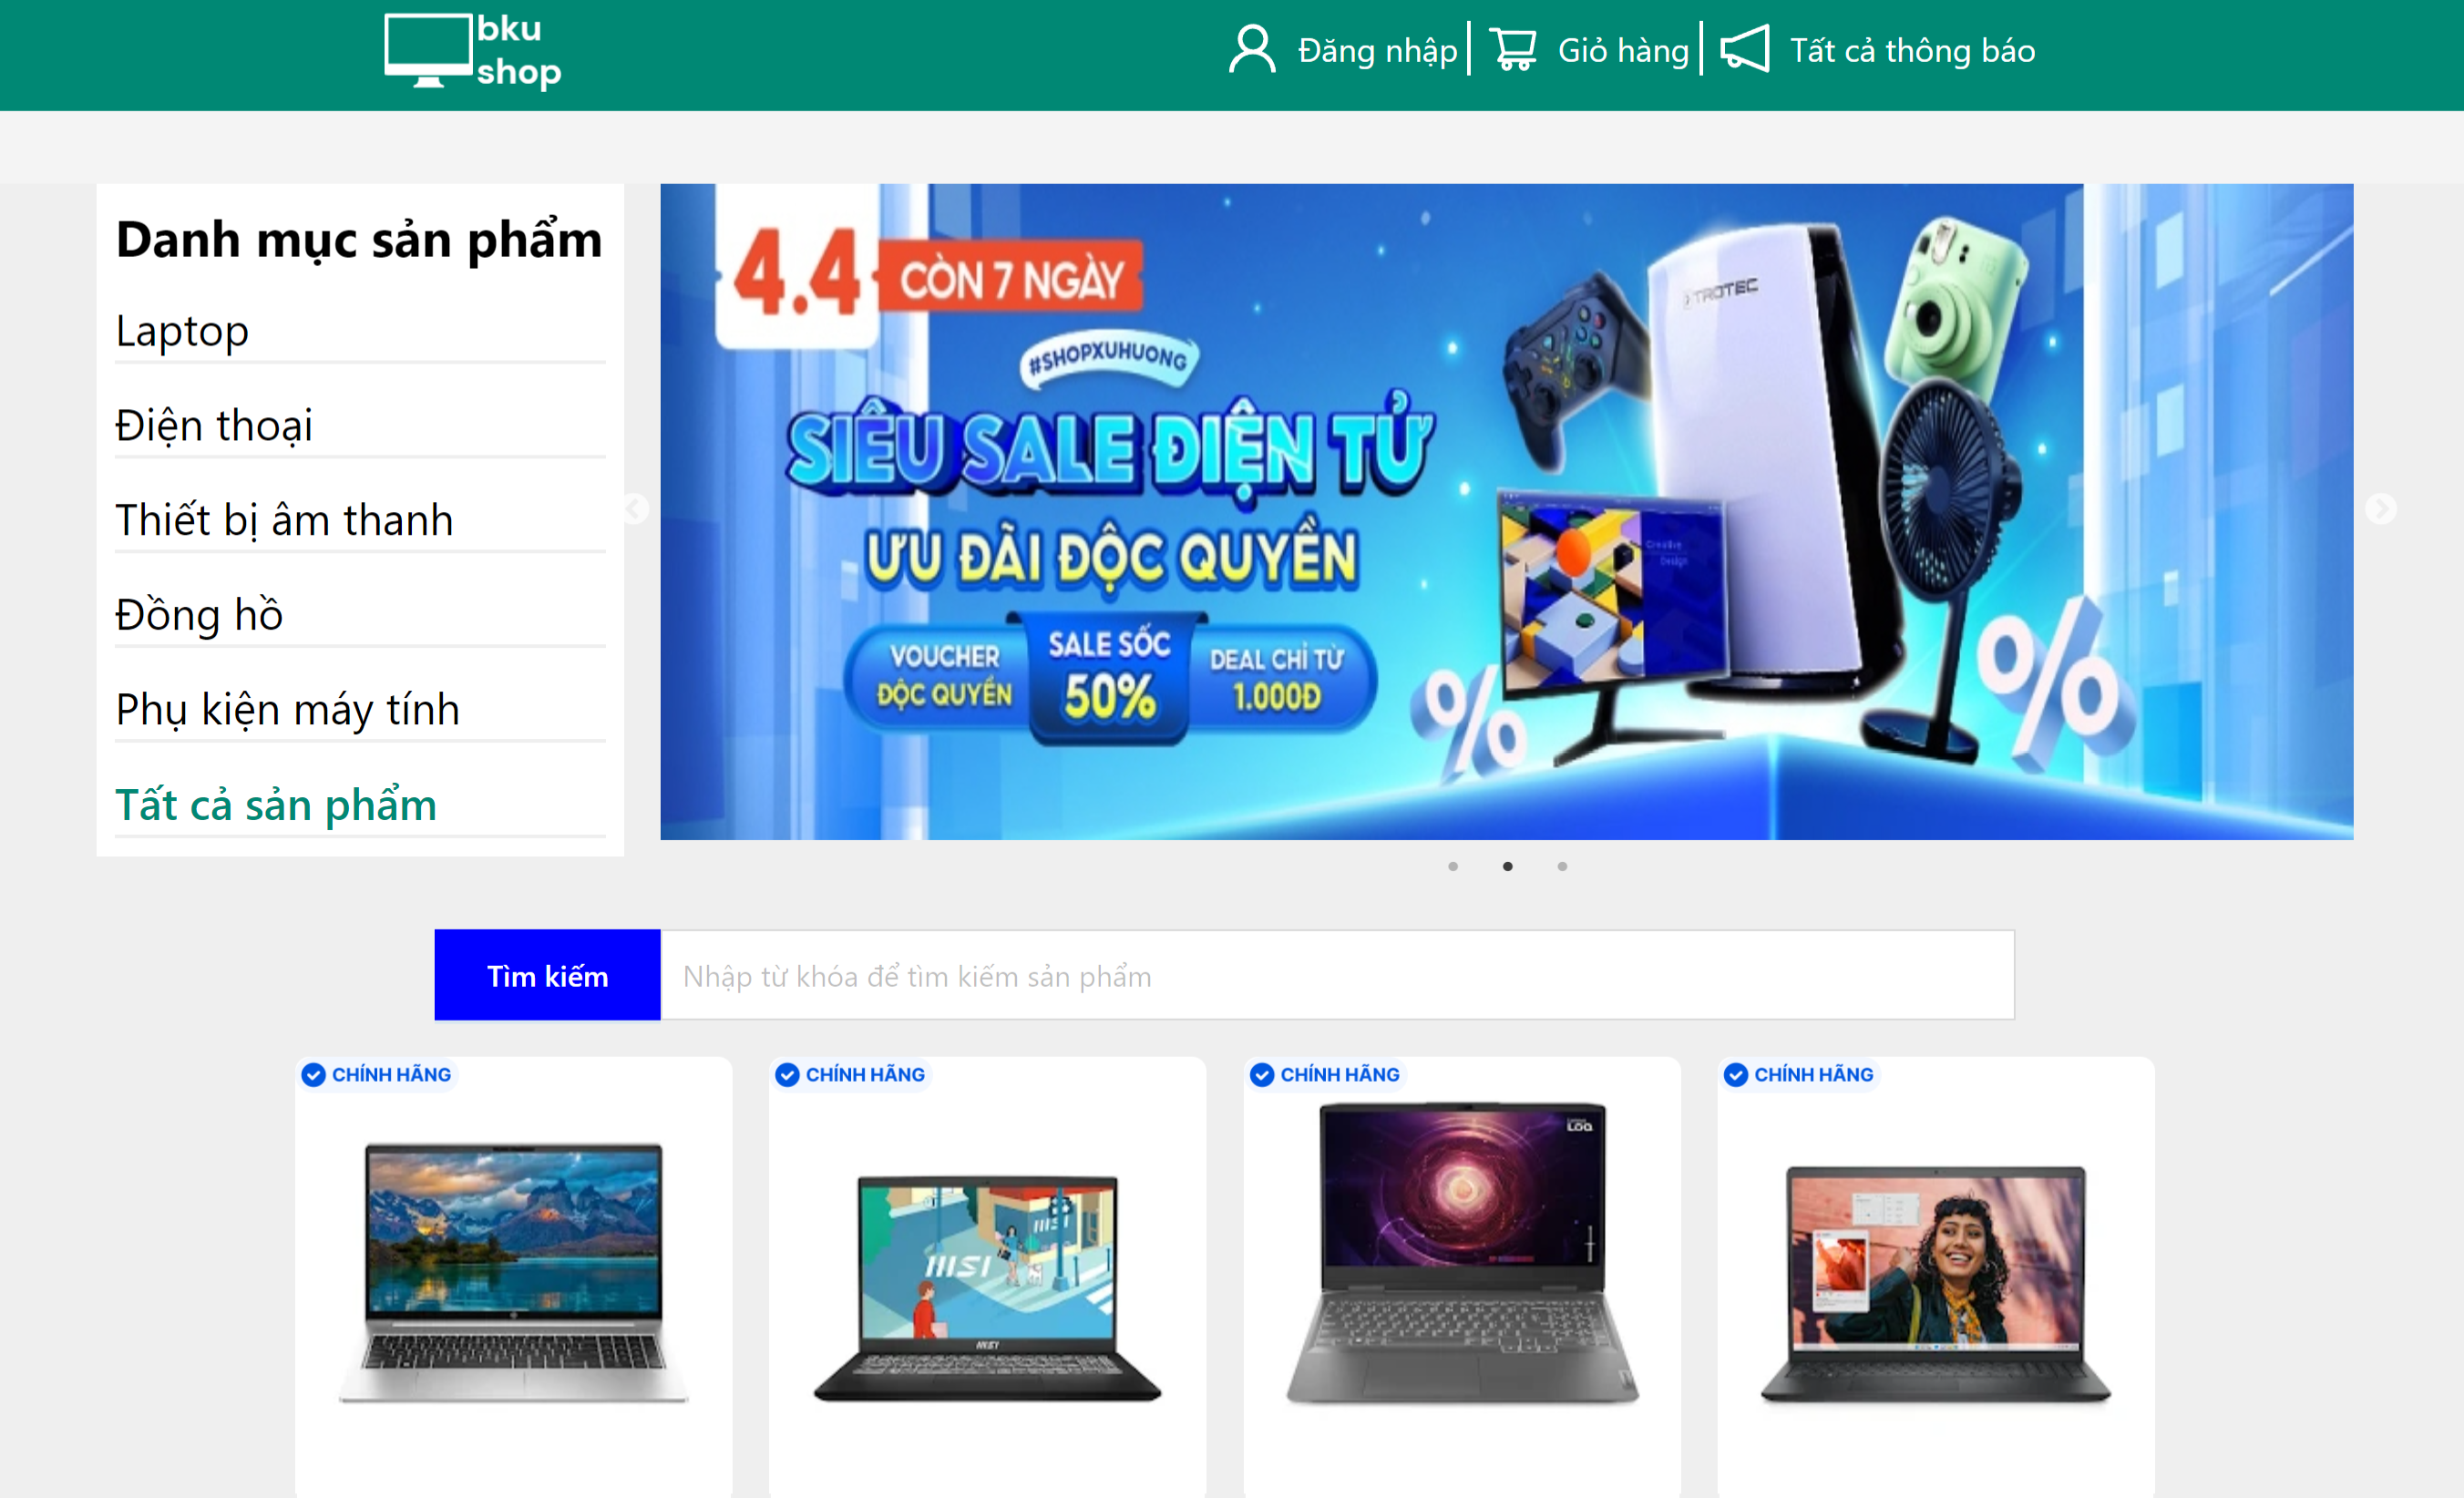 bku
shop
Đăng nhập
Giỏ hàng
Tất cả thông báo
Danh mục sản phẩm
Laptop
Điện thoại
Thiết bị âm thanh
Đồng hồ
Phụ kiện máy tính
Tất cả sản phẩm
4.4 CÒN 7 NGÀY
#SHOPXUHUONG
SIÊU SALE ĐIỆN TỬ
ƯU ĐÃI ĐỘC QUYỀN
VOUCHER
ĐỘC QUYỀN
SALE SỐC
50%
DEAL CHỈ TỪ
1.000Đ
TROTEC
Creative
Design
%
%
Tìm kiếm
Nhập từ khóa để tìm kiếm sản phẩm
CHÍNH HÃNG
CHÍNH HÃNG
CHÍNH HÃNG
CHÍNH HÃNG
msi
msi
msi
LOQ